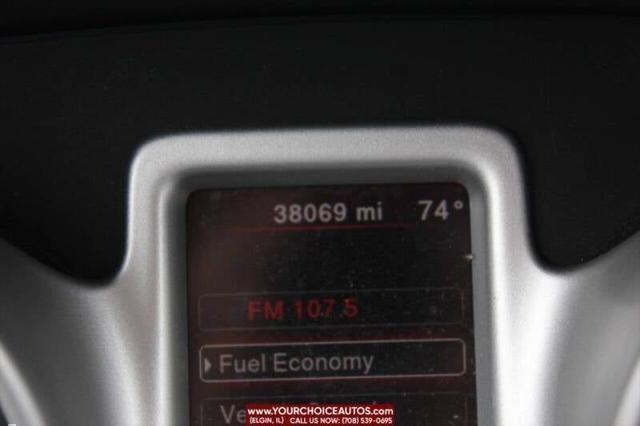 38069 mi 74°
FM 107.5
Fuel Economy
WWW.YOURCHOICEAUTOS.COM
(ELGIN, IL) CALL US NOW: (708) 539-0695